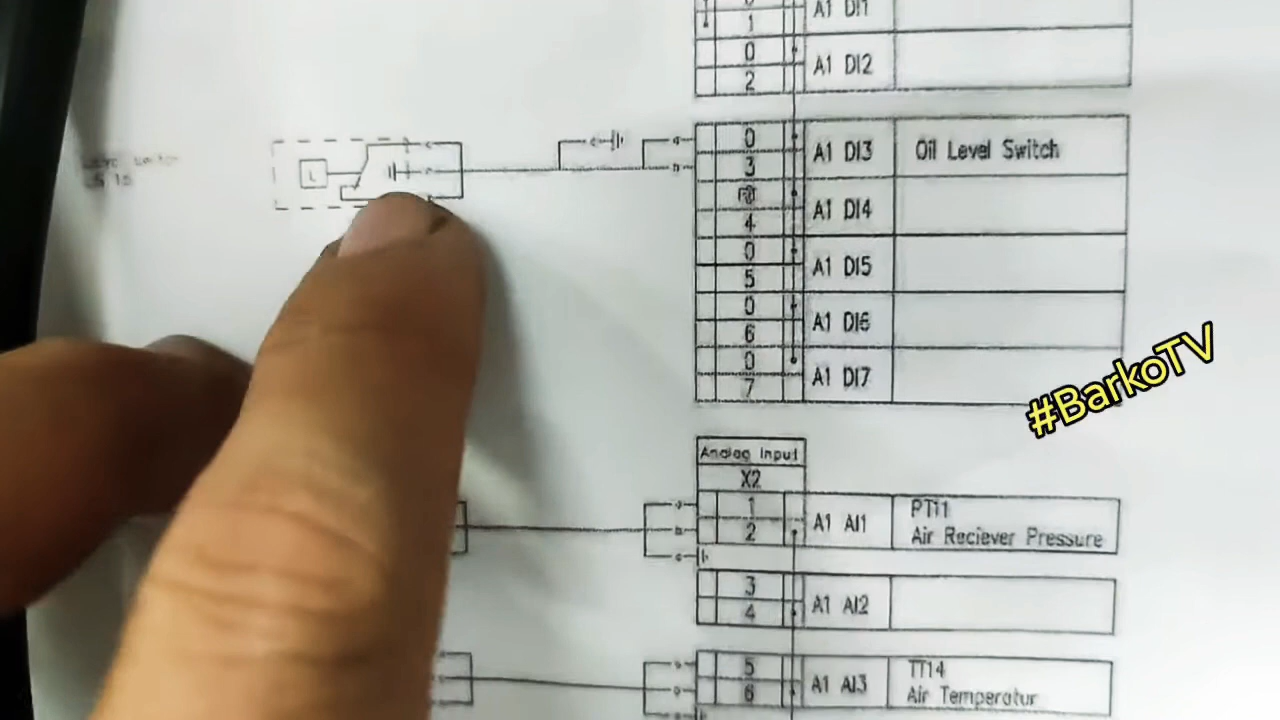 A1 DI1
1
0
A1 DI2
2
0
A1 DI3
Oil Level Switch
3
L
A1 DI4
4
0
A1 DI5
5
0
A1 DI6
6
0
A1 DI7
7
#BarkoTV
Analog Input
X2
1
PT11
A1 AI1
2
Air Reciever Pressure
3
A1 AI2
4
5
TT14
A1 AI3
6
Air Temperatur